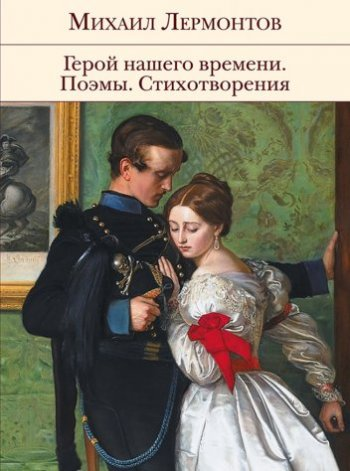 Михаил Лермонтов
Герой нашего времени.
Поэмы. Стихотворения